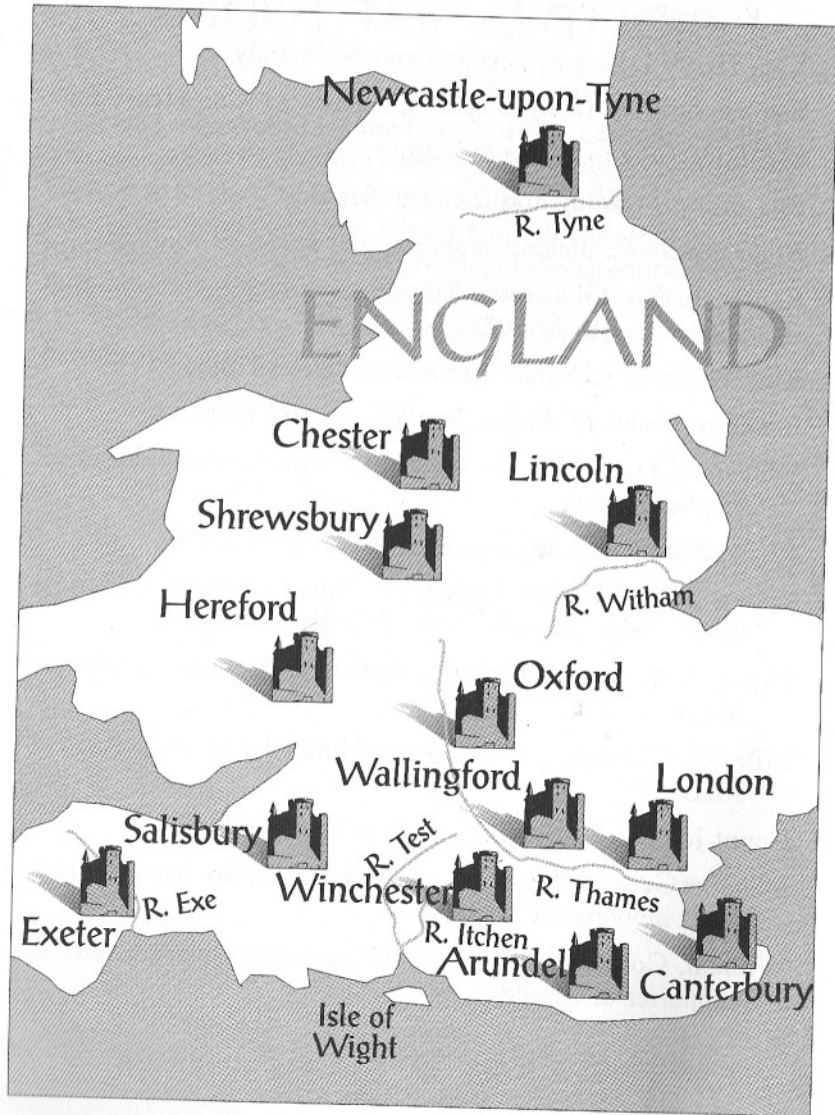 Newcastle-upon-Tyne
R. Tyne
ENGLAND
Chester
Lincoln
Shrewsbury
R. Witham
Hereford
Oxford
Wallingford
London
Salisbury
R. Test
Winchester
R. Thames
R. Exe
Exeter
R. Itchen
Arundel
Canterbury
Isle of
Wight